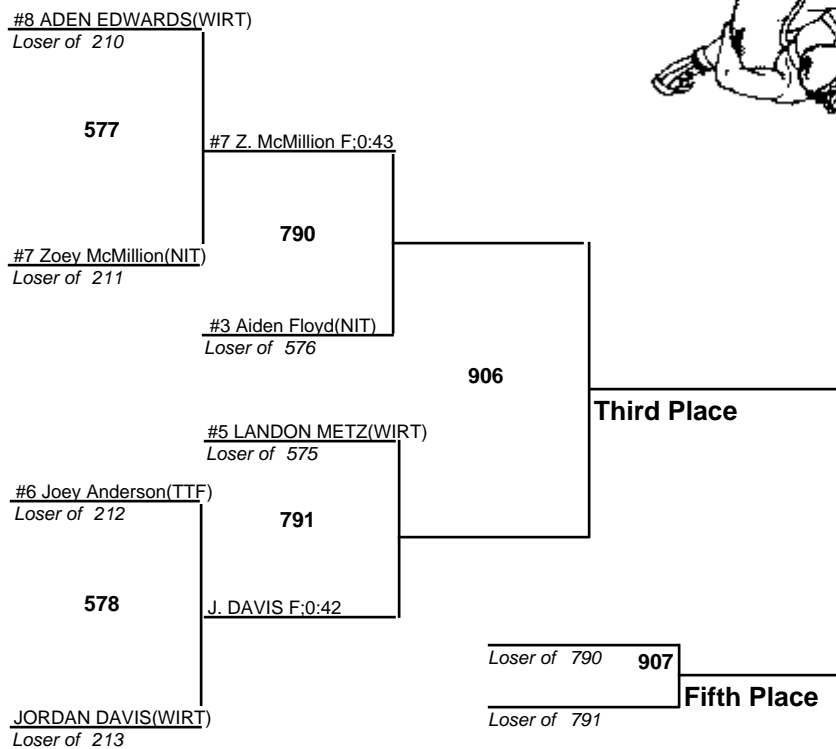 #8 ADEN EDWARDS(WIRT)
Loser of 210
577
#7 Z. McMillion F;0:43
#7 Zoey McMillion(NIT)
Loser of 211
790
#3 Aiden Floyd(NIT)
Loser of 576
906
Third Place
#5 LANDON METZ(WIRT)
Loser of 575
#6 Joey Anderson(TTF)
Loser of 212
791
578
J. DAVIS F;0:42
JORDAN DAVIS(WIRT)
Loser of 213
Loser of 790
907
Fifth Place
Loser of 791